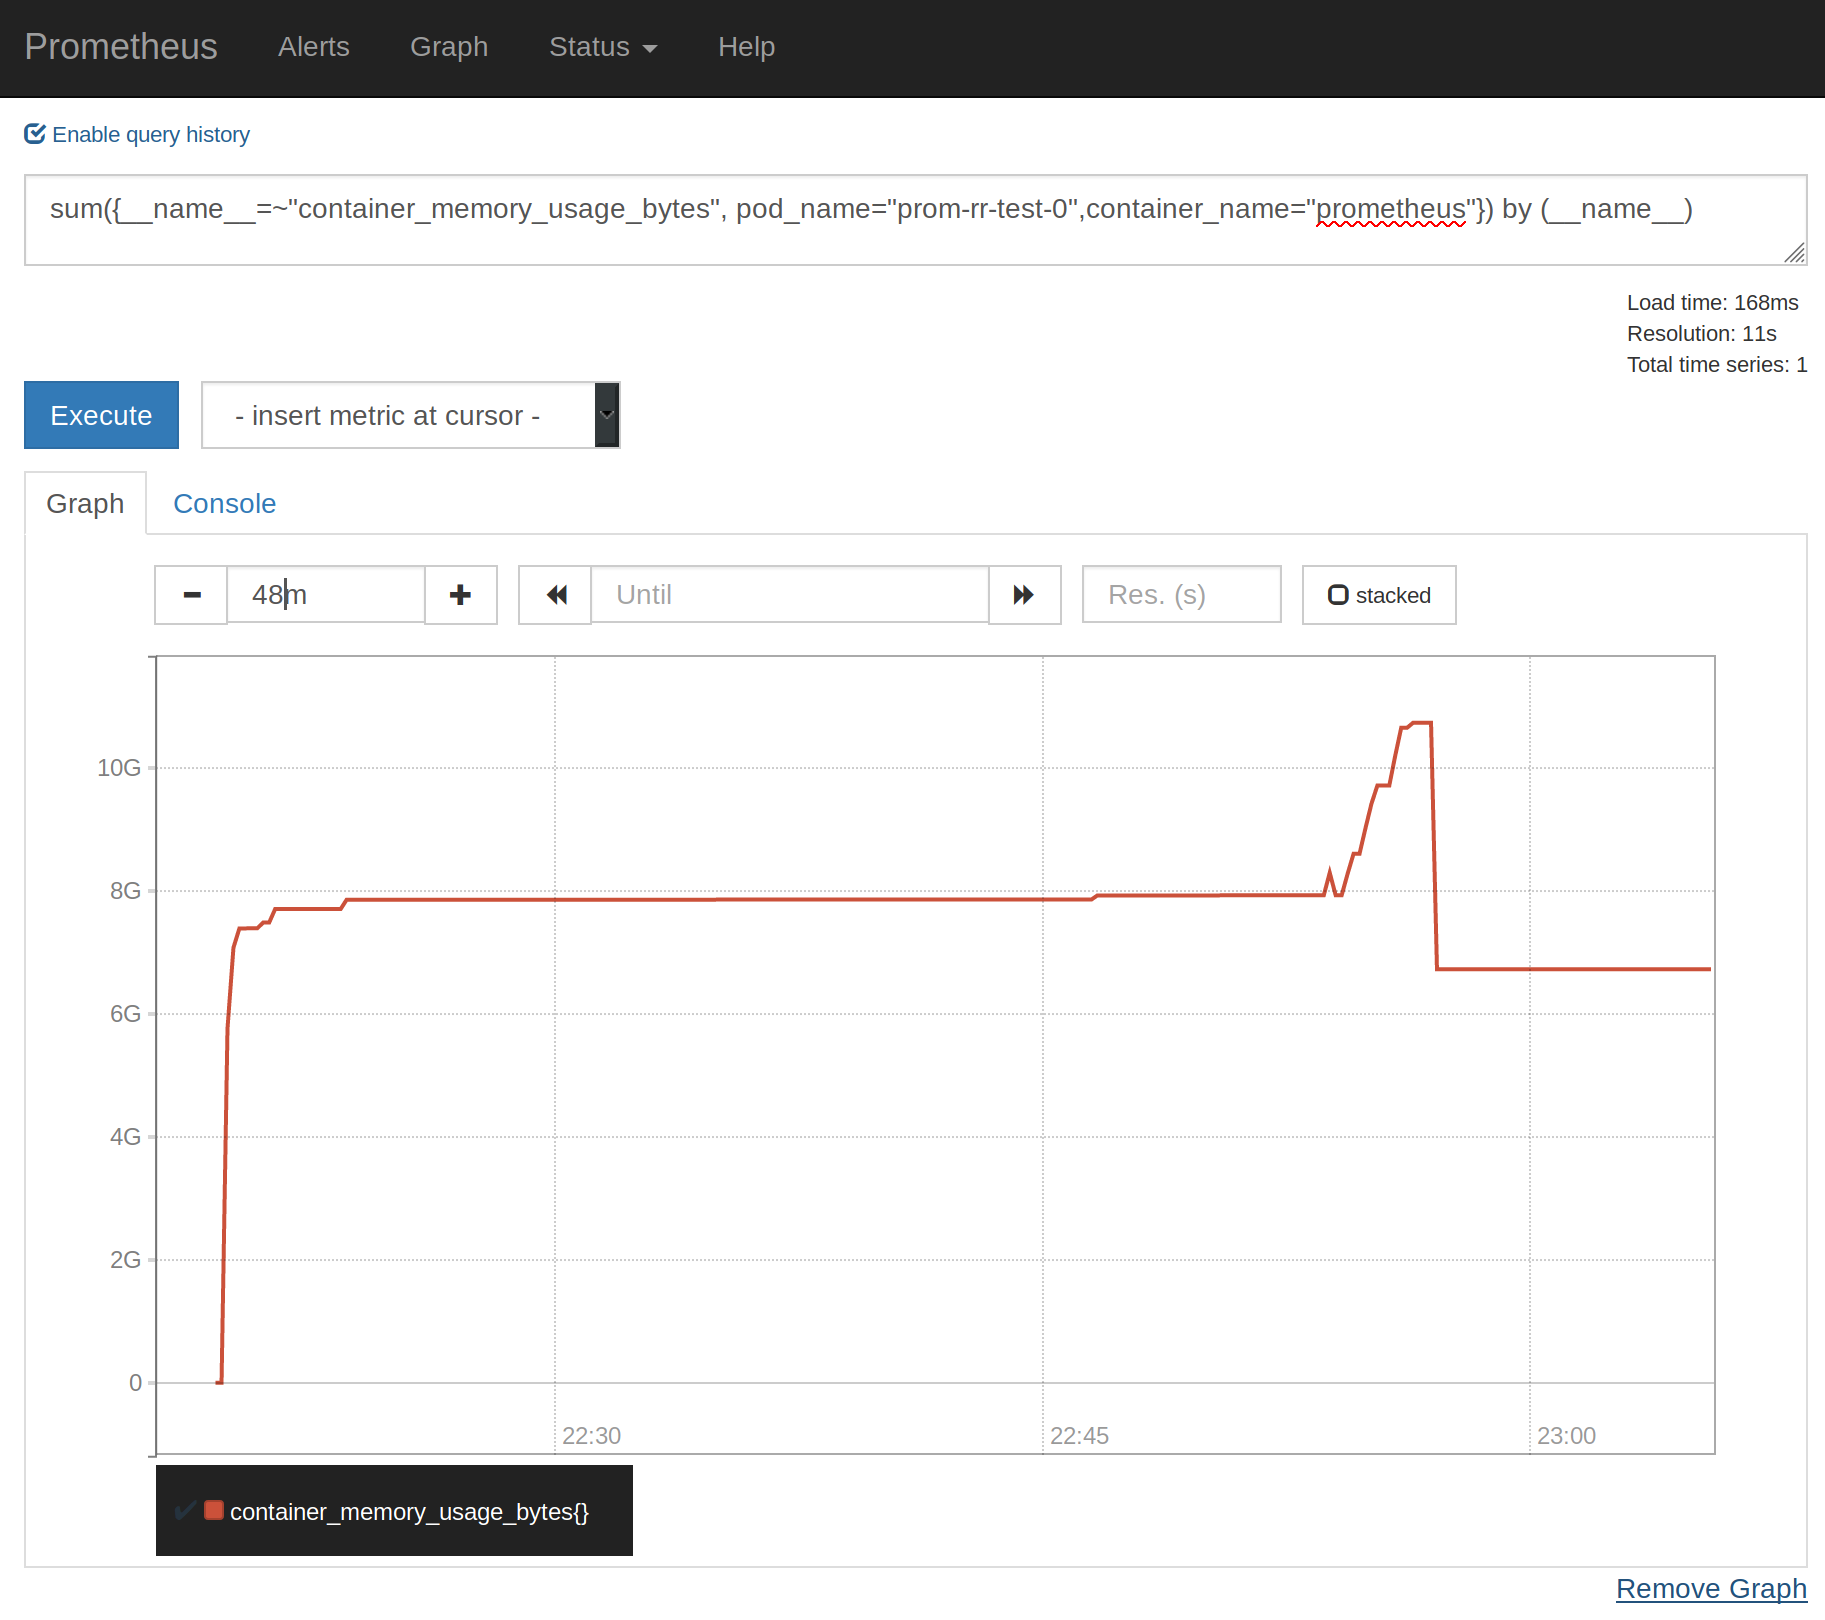 Prometheus Alerts Graph Status Help
Enable query history
sum({__name__=~"container_memory_usage_bytes", pod_name="prom-rr-test-0",container_name="prometheus"}) by (__name__)
Load time: 168ms
Resolution: 11s
Total time series: 1
Execute - insert metric at cursor -
Graph Console
48m Until Res. (s) stacked
10G
8G
6G
4G
2G
0
22:30 22:45 23:00
container_memory_usage_bytes{}
Remove Graph